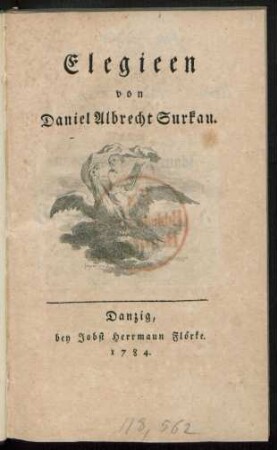 Elegieen
von
Daniel Albrecht Surkau.
Danzig,
bey Jobst Herrmann Flörke.
1784.
113, 562